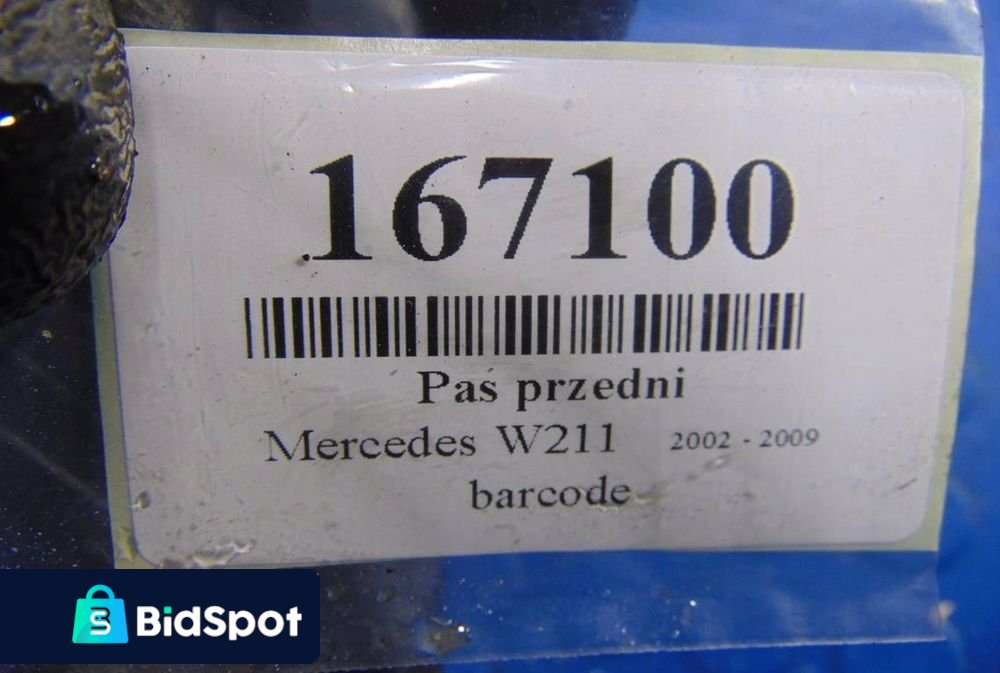 167100
Pas przedni
Mercedes W211 2002 - 2009
barcode
BidSpot